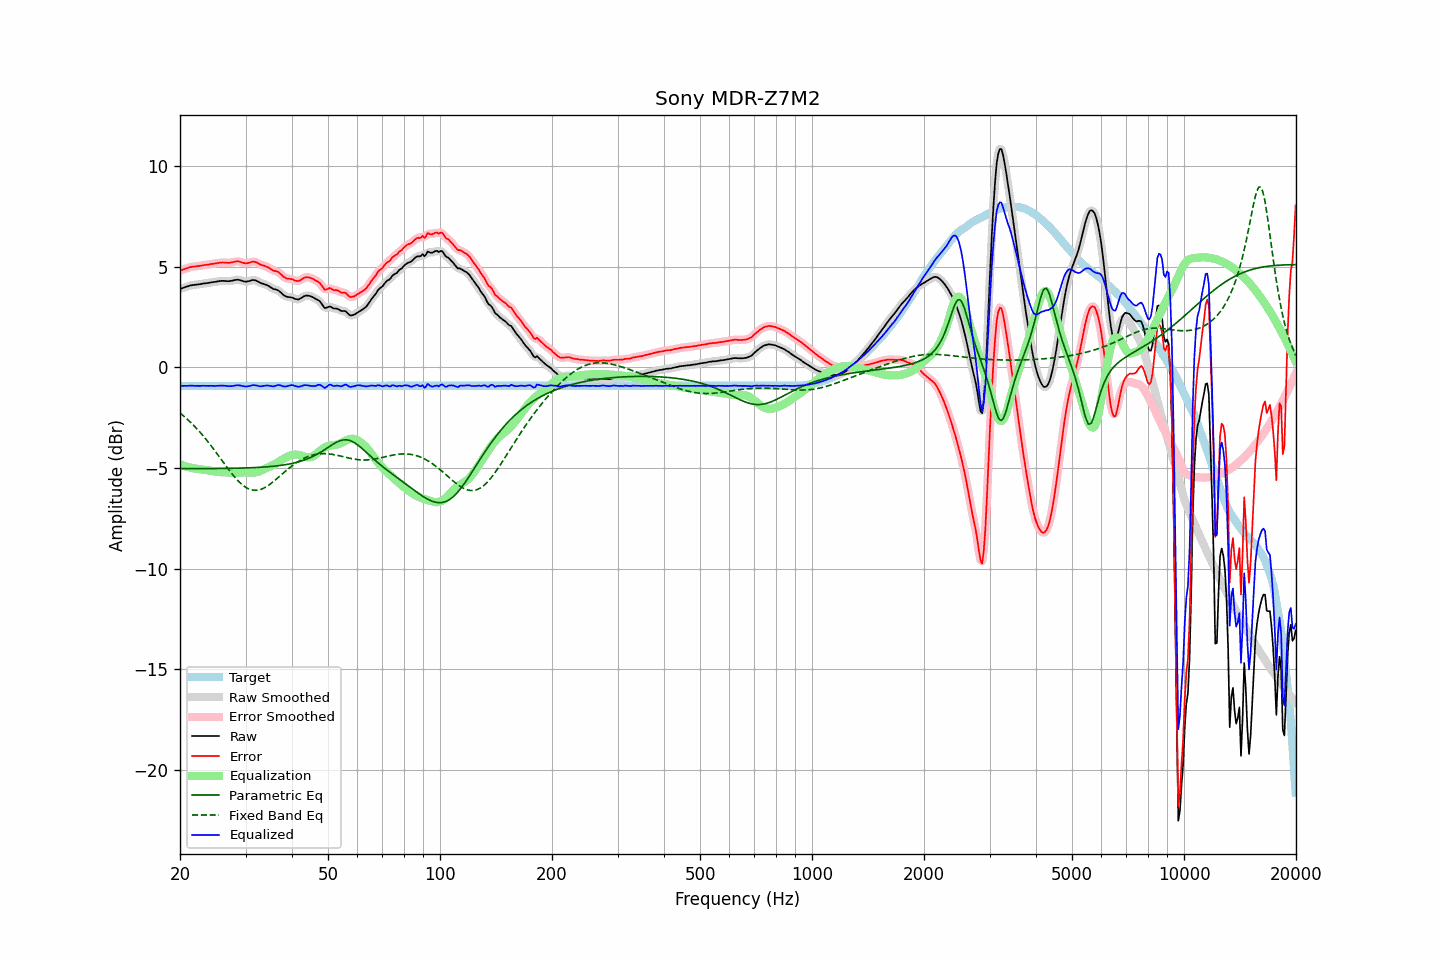 Sony MDR-Z7M2
Amplitude (dBr)
10
5
0
−5
−10
−15
−20
Target
Raw Smoothed
Error Smoothed
Raw
Error
Equalization
Parametric Eq
Fixed Band Eq
Equalized
20 50 100 200 500 1000 2000 5000 10000 20000
Frequency (Hz)